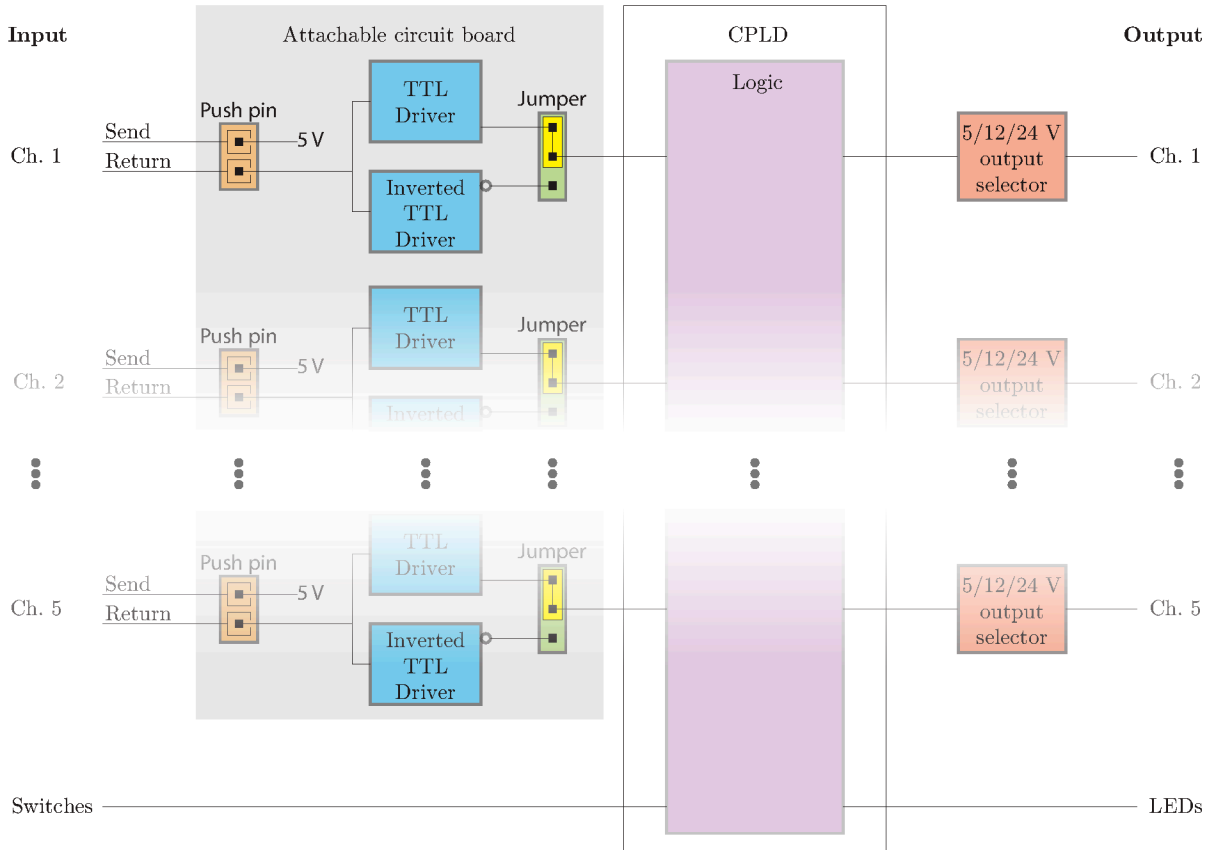 Input
Attachable circuit board
CPLD
Output
TTL
Driver
Logic
Push pin
Jumper
Send
5 V
5/12/24 V
Ch. 1
Return
output
Ch. 1
selector
Inverted
TTL
Driver
TTL
Driver
Push pin
Jumper
Send
5 V
5/12/24 V
Ch. 2
Return
output
Ch. 2
Inverted
Driver
Push pin
Jumper
Send
5 V
5/12/24 V
Ch. 5
Return
output
Ch. 5
selector
Inverted
TTL
Driver
Switches
LEDs